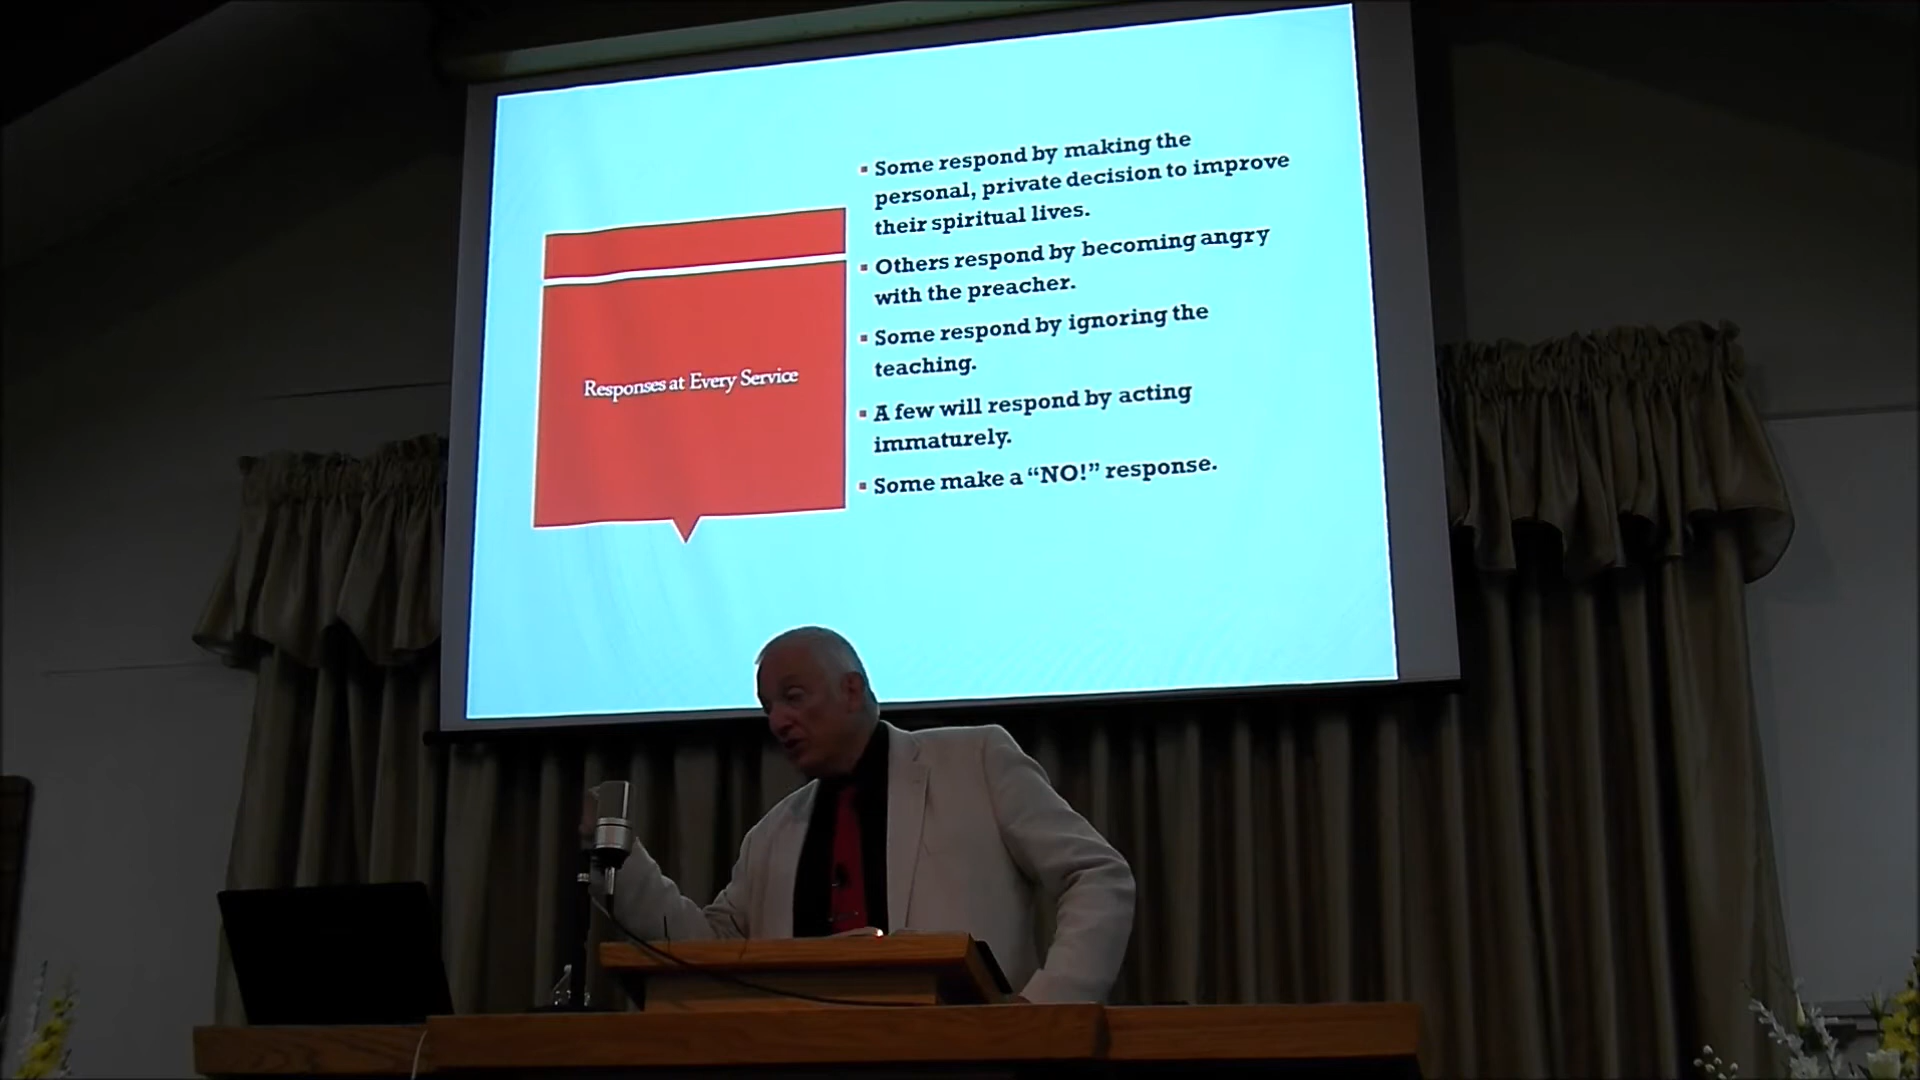 Responses at Every Service
▪ Some respond by making the
personal, private decision to improve
their spiritual lives.
▪ Others respond by becoming angry
with the preacher.
▪ Some respond by ignoring the
teaching.
▪ A few will respond by acting
immaturely.
▪ Some make a “NO!” response.